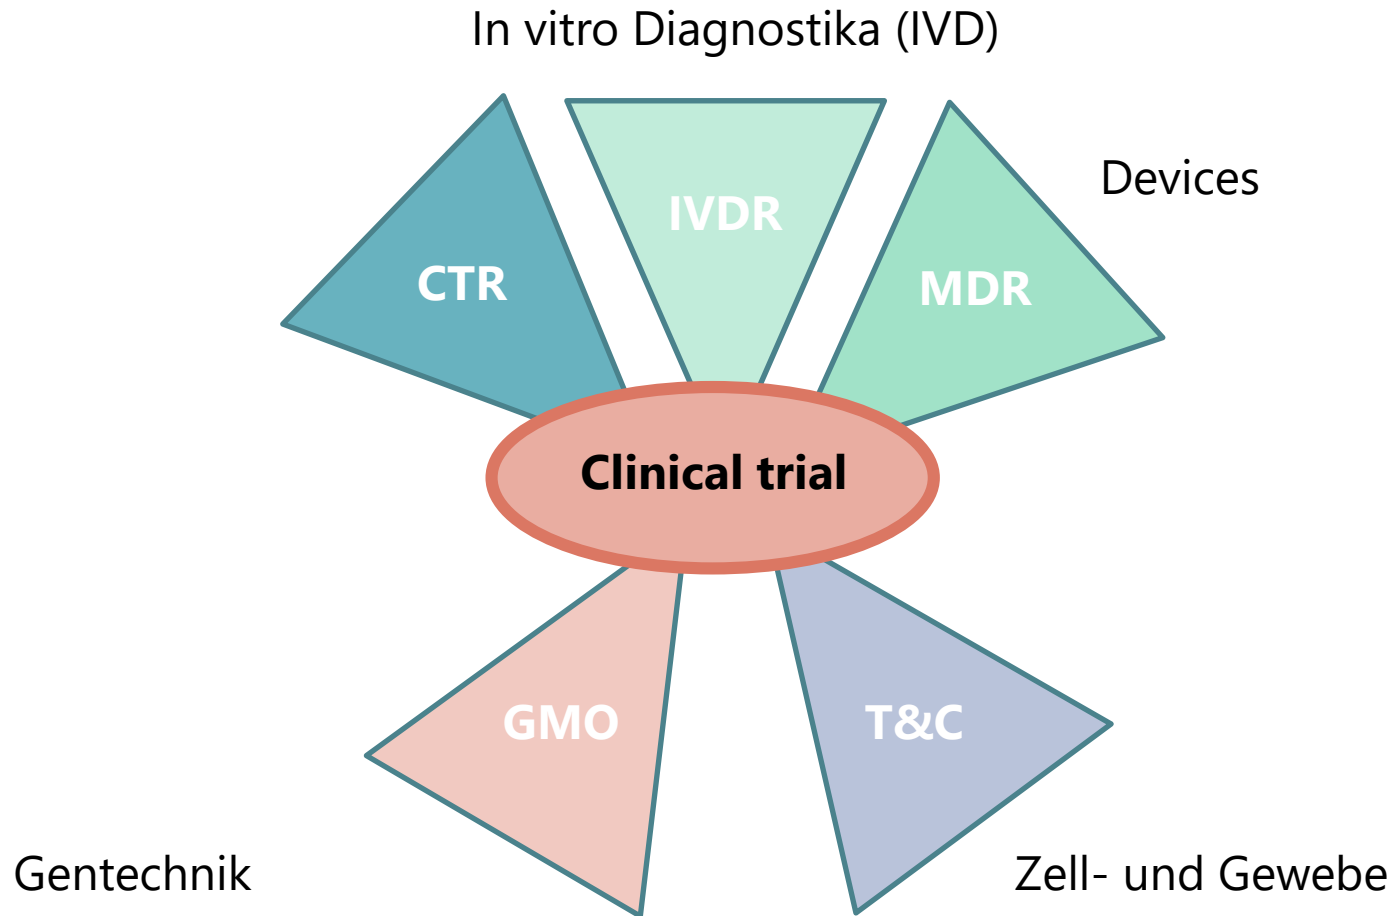 In vitro Diagnostika (IVD)
Devices
IVDR
CTR
MDR
Clinical trial
GMO
T&C
Gentechnik
Zell- und Gewebe